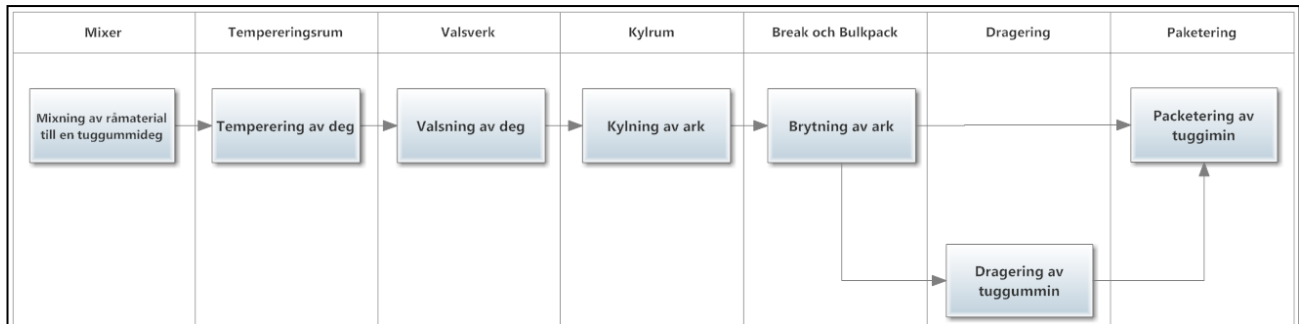 Mixer
Tempereringsrum
Valsverk
Kylrum
Break och Bulkpack
Dragering
Paketering
Mixning av råmaterial
till en tuggummideg
Temperering av deg
Valsning av deg
Kylning av ark
Brytning av ark
Packetering av
tuggimin
Dragering av
tuggummin